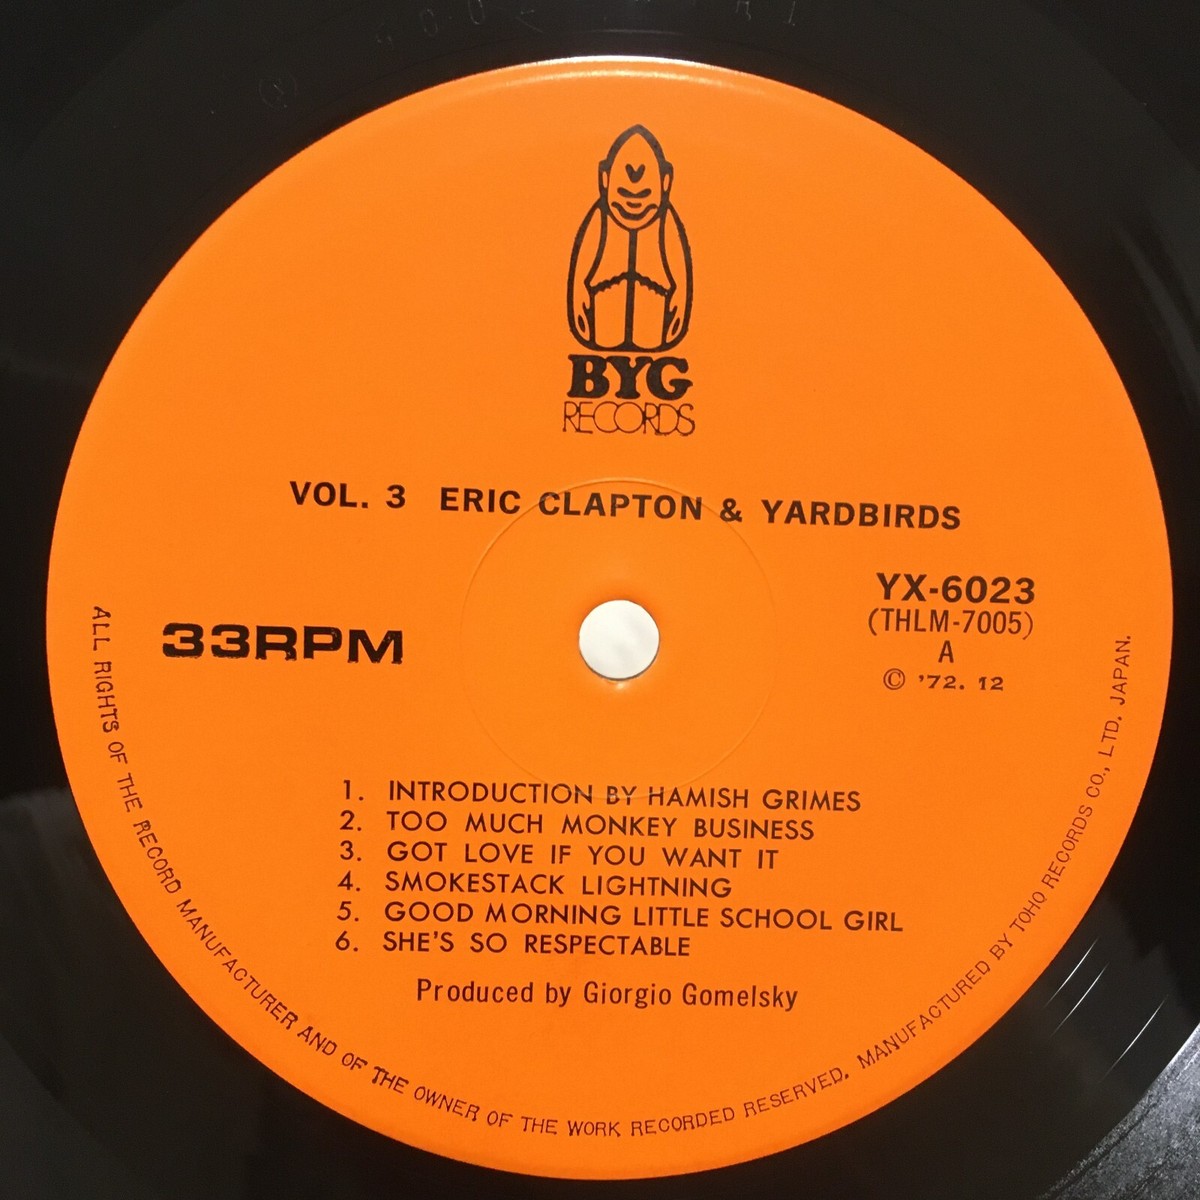 BYG
RECORDS
VOL. 3 ERIC CLAPTON & YARDBIRDS
YX-6023
(THLM-7005)
33RPM
A
© '72. 12
1. INTRODUCTION BY HAMISH GRIMES
2. TOO MUCH MONKEY BUSINESS
3. GOT LOVE IF YOU WANT IT
4. SMOKESTACK LIGHTNING
5. GOOD MORNING LITTLE SCHOOL GIRL
6. SHE'S SO RESPECTABLE
Produced by Giorgio Gomelsky
ALL RIGHTS OF THE RECORD MANUFACTURER AND OF THE OWNER OF THE WORK RECORDED RESERVED. MANUFACTURED BY TOHO RECORDS CO., LTD. JAPAN.